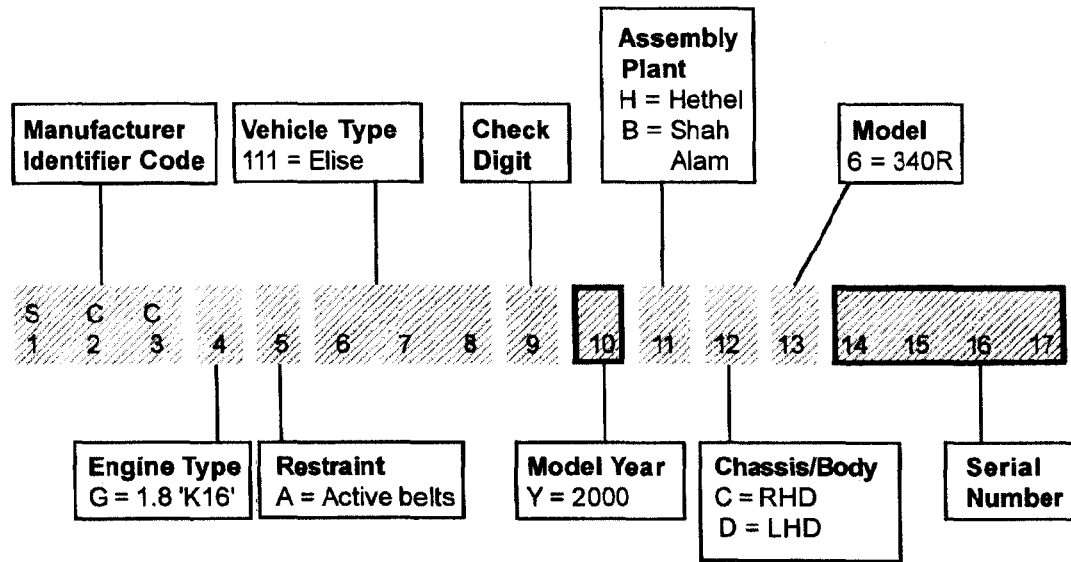 Assembly
Plant
H = Hethel
B = Shah
Alam
Manufacturer
Identifier Code
Vehicle Type
111 = Elise
Check
Digit
Model
6 = 340R
S C C
1 2 3 4 5 6 7 8 9 10 11 12 13 14 15 16 17
Engine Type
G = 1.8 'K16'
Restraint
A = Active belts
Model Year
Y = 2000
Chassis/Body
C = RHD
D = LHD
Serial
Number